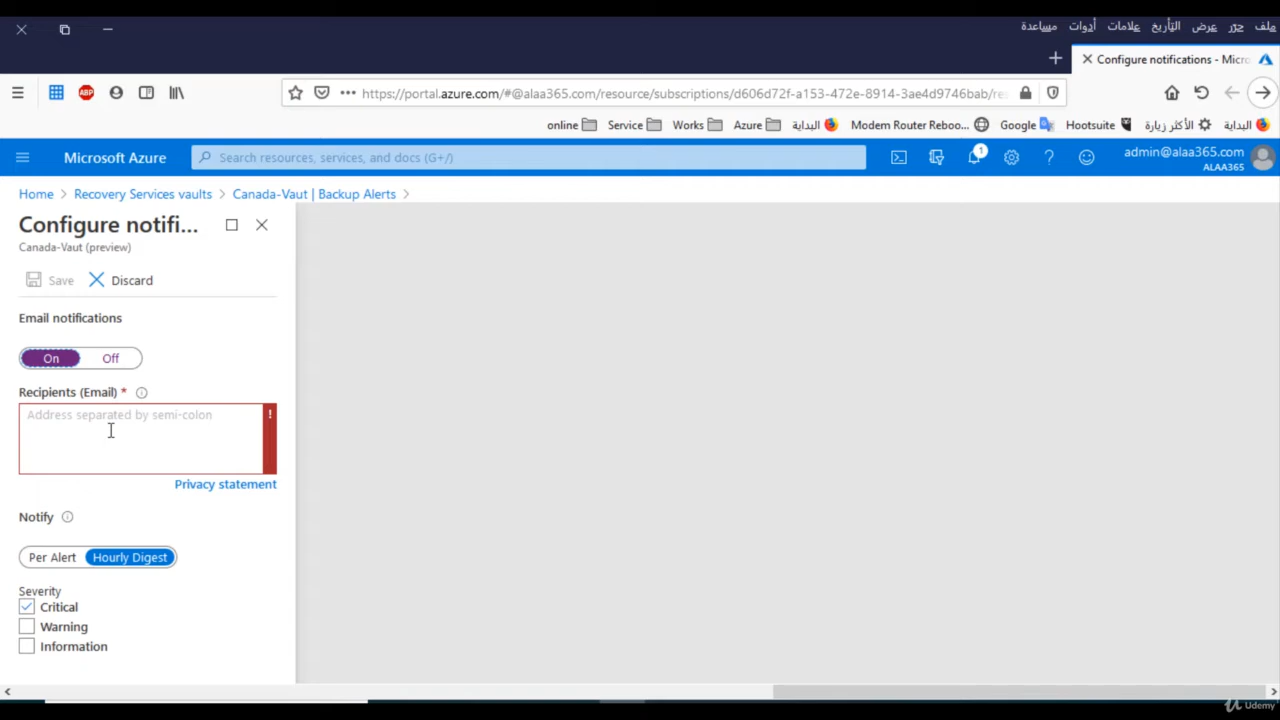 ملف حرّر عرض التأريخ علامات أدوات مساعدة
Configure notifications - Micro
https://portal.azure.com/#@alaa365.com/resource/subscriptions/d606d72f-a153-472e-8914-3ae4d9746bab/res
ABP
online Service Works Azure البداية Modem Router Reboo... Google الأكثر زيارة Hootsuite البداية
Microsoft Azure
Search resources, services, and docs (G+/)
1
admin@alaa365.com
ALAA365
Home > Recovery Services vaults > Canada-Vaut | Backup Alerts >
Configure notifi...
Canada-Vaut (preview)
Save Discard
Email notifications
On Off
Recipients (Email) *
Address separated by semi-colon
!
Privacy statement
Notify
Per Alert Hourly Digest
Severity
Critical
Warning
Information
Udemy